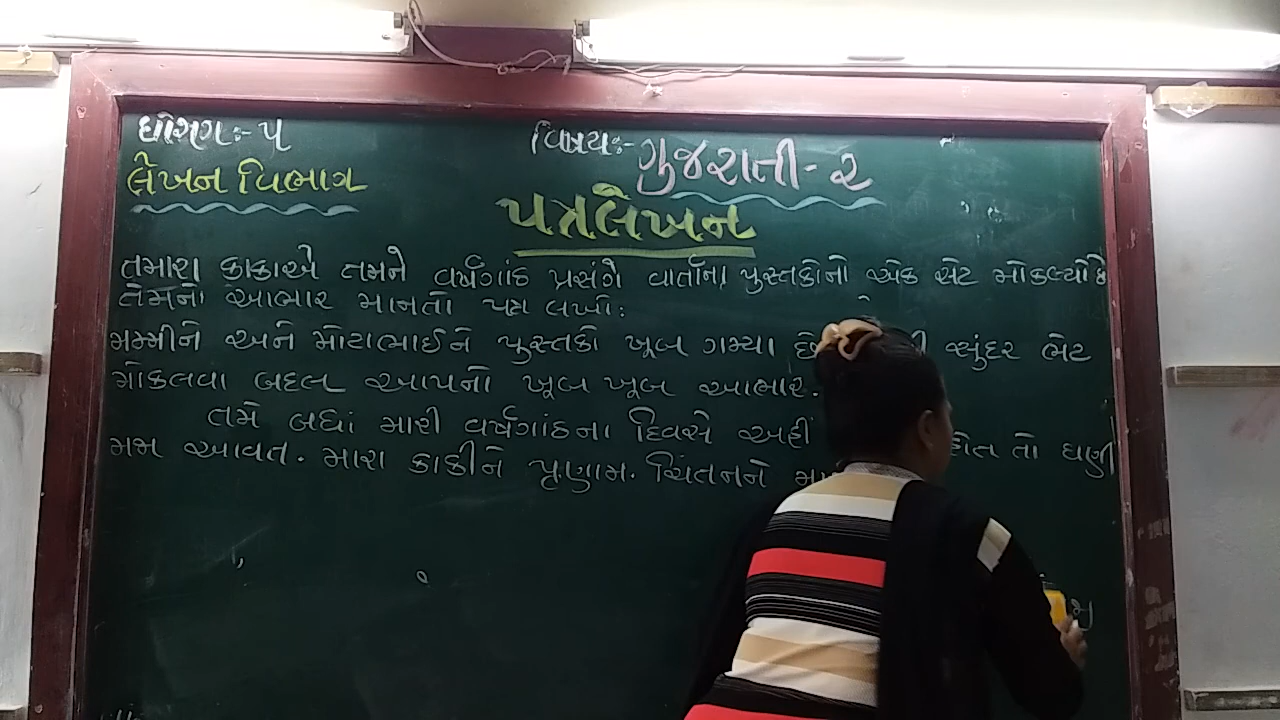 ધોરણ:- ૫
વિષય:- ગુજરાતી - ૨
લેખન વિભાગ
પત્રલેખન
તમારા કાકાએ તમને વર્ષગાંઠ પ્રસંગે વાર્તાના પુસ્તકોનો એક સેટ મોકલ્યો છે
તેમનો આભાર માનતો પત્ર લખો:
મમ્મીને અને મોટાભાઈને પુસ્તકો ખૂબ ગમ્યા છે સુંદર ભેટ
મોકલવા બદલ આપનો ખૂબ ખૂબ આભાર.
તમે બધાં મારી વર્ષગાંઠના દિવસે અહીં હોત તો ઘણી
મજા આવત. મારા કાકીને પ્રણામ. ચિંતનને